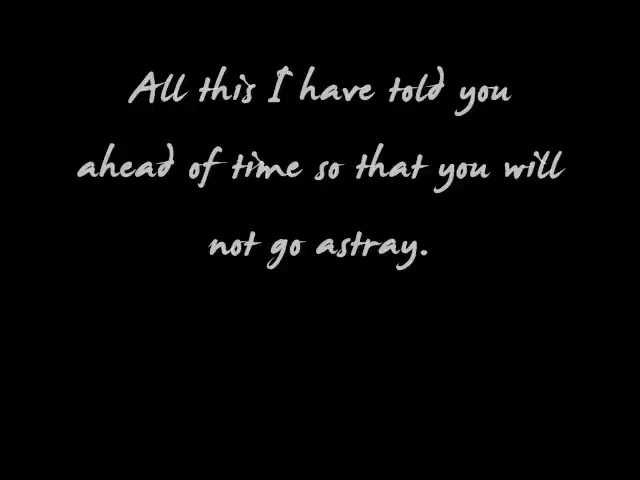 All this I have told you
ahead of time so that you will
not go astray.